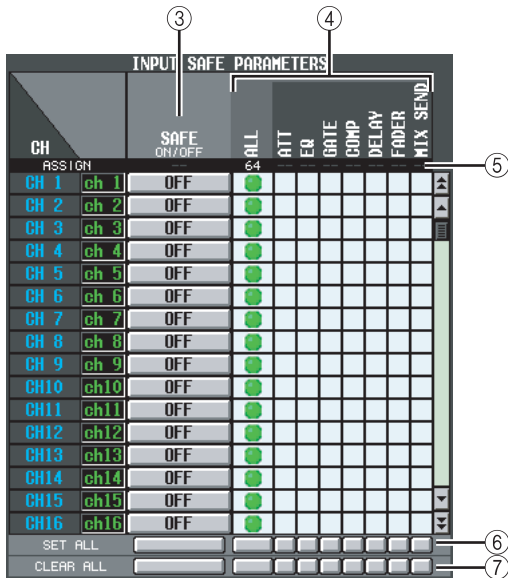 ③ ④
INPUT SAFE PARAMETERS
CH SAFE ON/OFF ALL ATT EQ GATE COMP DELAY FADER MIX SEND
ASSIGN -- 64 -- -- -- -- -- -- -- ⑤
CH 1 ch 1 OFF
CH 2 ch 2 OFF
CH 3 ch 3 OFF
CH 4 ch 4 OFF
CH 5 ch 5 OFF
CH 6 ch 6 OFF
CH 7 ch 7 OFF
CH 8 ch 8 OFF
CH 9 ch 9 OFF
CH10 ch10 OFF
CH11 ch11 OFF
CH12 ch12 OFF
CH13 ch13 OFF
CH14 ch14 OFF
CH15 ch15 OFF
CH16 ch16 OFF
SET ALL ⑥
CLEAR ALL ⑦